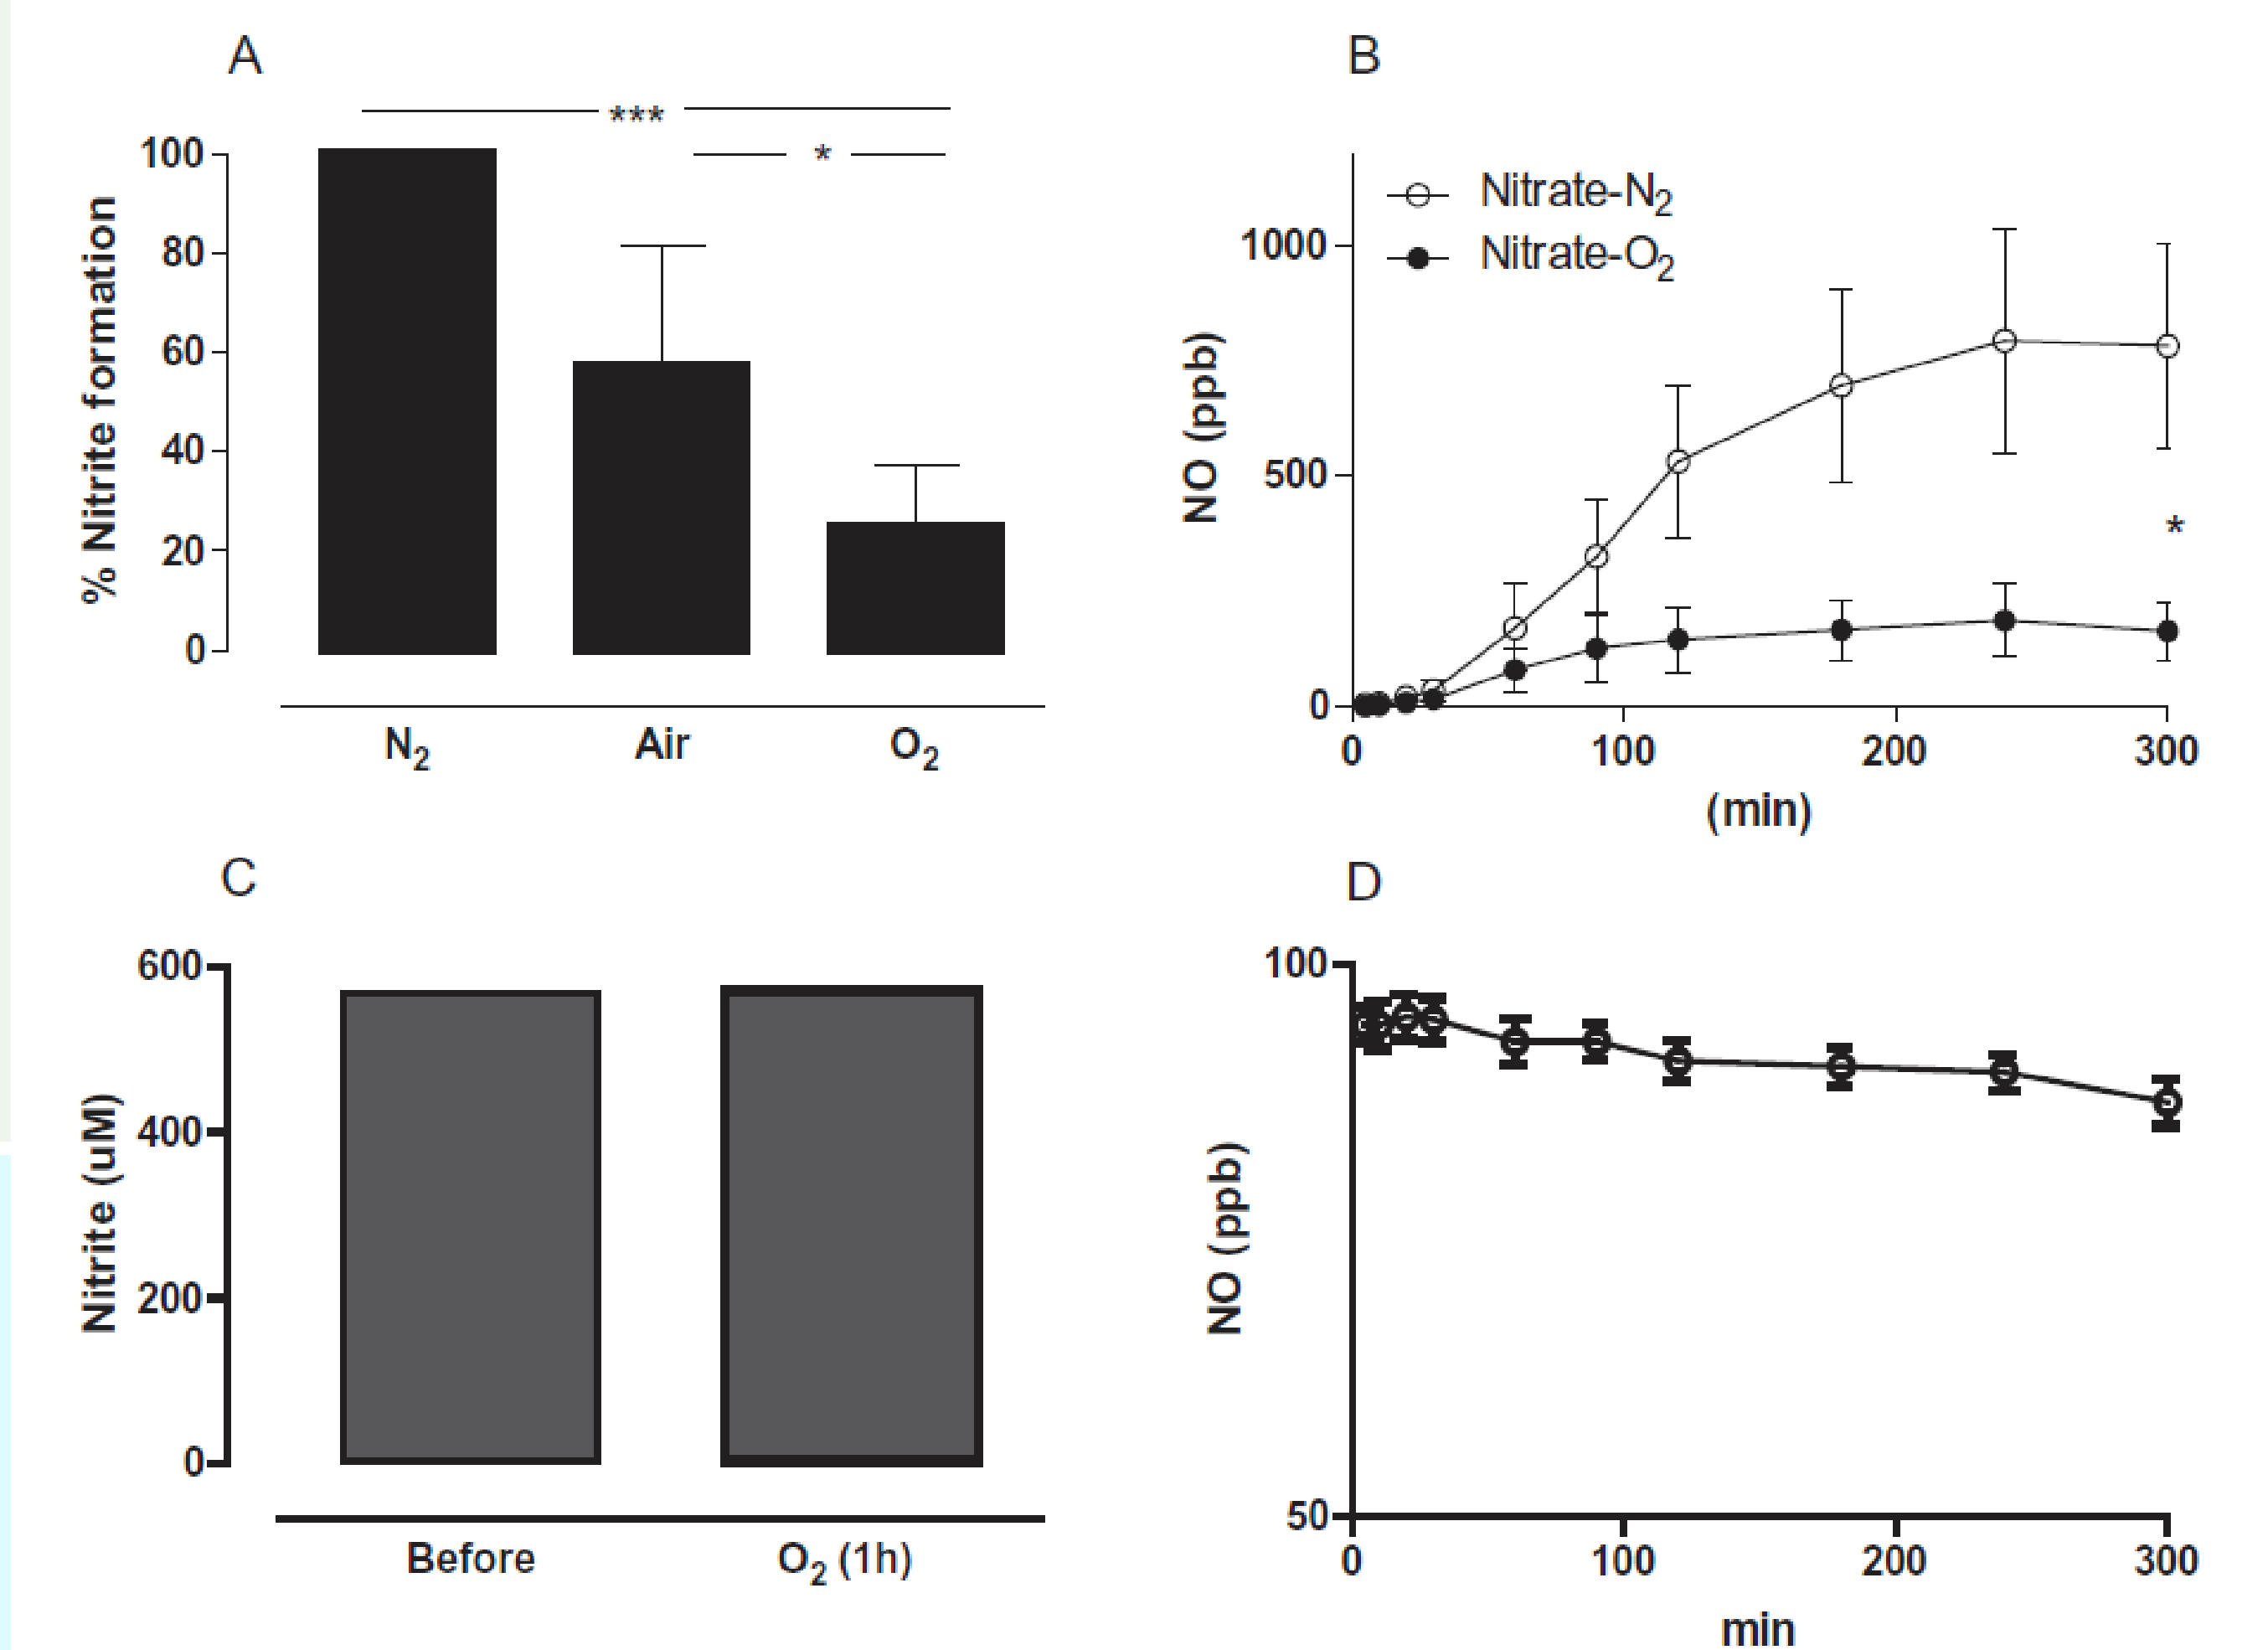 A
***
*
100
80
60
40
20
0
% Nitrite formation
N2
Air
O2
B
Nitrate-N2
Nitrate-O2
1000
500
0
NO (ppb)
*
0
100
200
300
(min)
C
600
400
200
0
Nitrite (uM)
Before
O2 (1h)
D
100
50
NO (ppb)
0
100
200
300
min